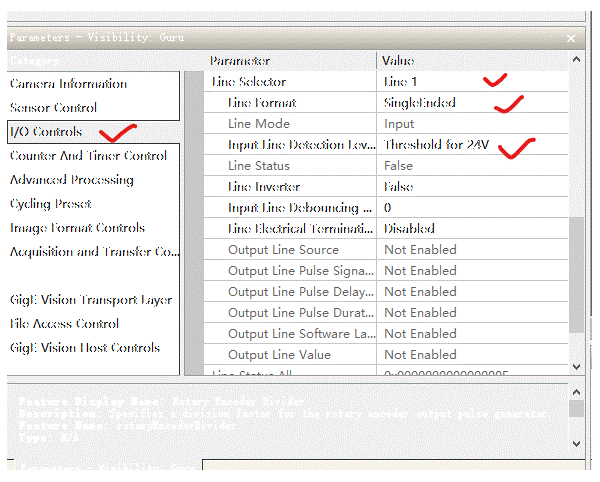 Parameters - Visibility: Guru
Category
Parameter Value
Camera Information
Sensor Control
I/O Controls
Counter And Timer Control
Advanced Processing
Cycling Preset
Image Format Controls
Acquisition and Transfer Co...
GigE Vision Transport Layer
File Access Control
GigE Vision Host Controls
Line Selector Line 1
Line Format SingleEnded
Line Mode Input
Input Line Detection Lev... Threshold for 24V
Line Status False
Line Inverter False
Input Line Debouncing ... 0
Line Electrical Terminati... Disabled
Output Line Source Not Enabled
Output Line Pulse Signa... Not Enabled
Output Line Pulse Delay... Not Enabled
Output Line Pulse Durat... Not Enabled
Output Line Software La... Not Enabled
Output Line Value Not Enabled
Line Status All
Feature Display Name: Rotary Encoder Divider
Description: Specifies a division factor for the rotary encoder output pulse generator.
Feature Name: rotaryEncoderDivider
Type: N/A
Parameters - Visibility: Guru